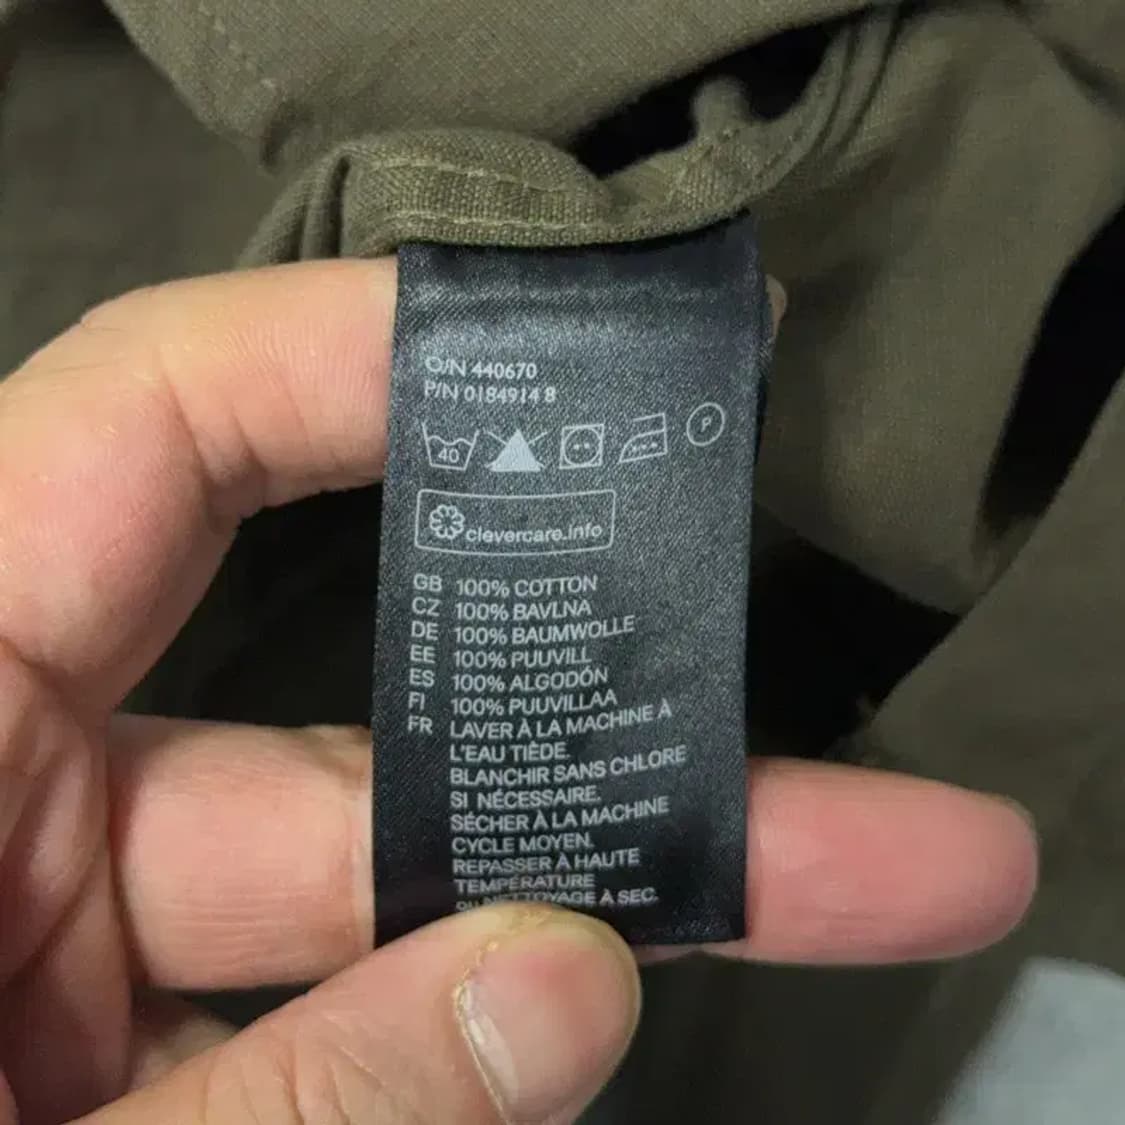 O/N 440670
P/N 0184914 8
40 P
clevercare.info
GB 100% COTTON
CZ 100% BAVLNA
DE 100% BAUMWOLLE
EE 100% PUUVILL
ES 100% ALGODÓN
FI 100% PUUVILLAA
FR LAVER À LA MACHINE À
L'EAU TIÈDE.
BLANCHIR SANS CHLORE
SI NÉCESSAIRE.
SÉCHER À LA MACHINE
CYCLE MOYEN.
REPASSER À HAUTE
TEMPÉRATURE
OU NETTOYAGE À SEC.